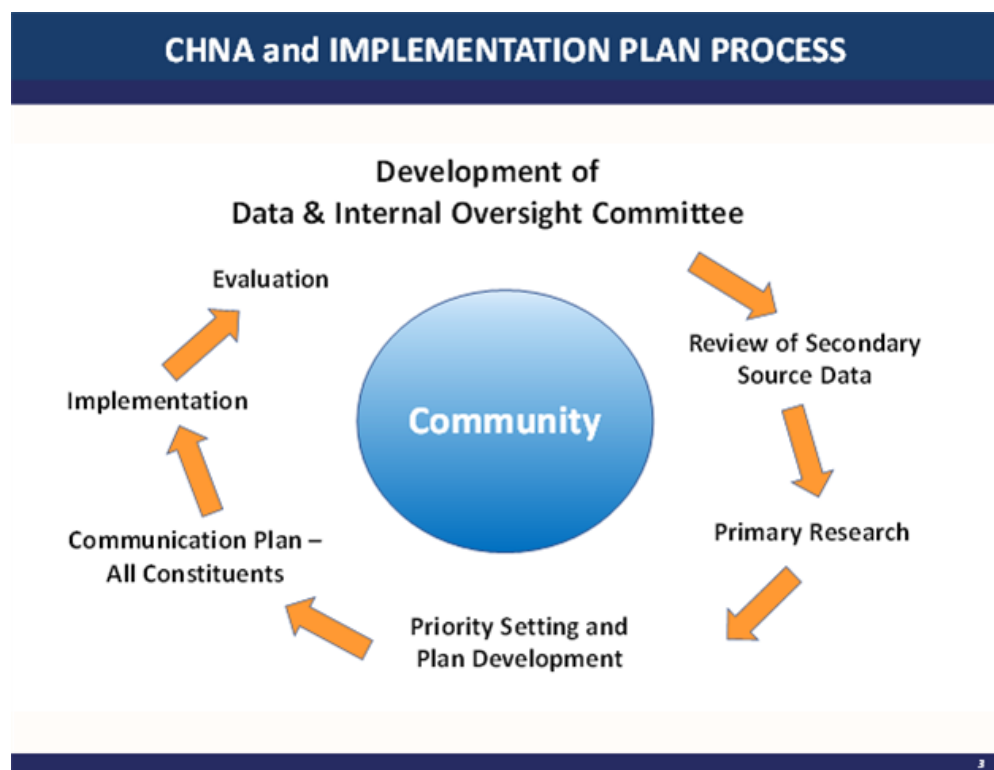 CHNA and IMPLEMENTATION PLAN PROCESS
Development of
Data & Internal Oversight Committee
Review of Secondary
Source Data
Primary Research
Priority Setting and
Plan Development
Communication Plan –
All Constituents
Implementation
Evaluation
Community
3